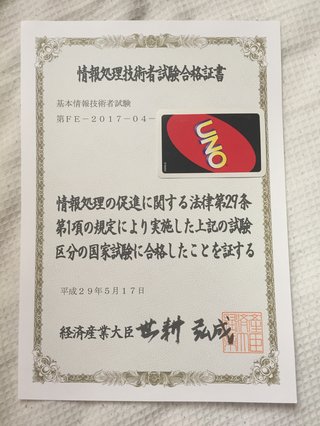 情報処理技術者試験合格証書
基本情報技術者試験
第FE－2017－04－
UNO
情報処理の促進に関する法律第29条
第1項の規定により実施した上記の試験
区分の国家試験に合格したことを証する
平成29年5月17日
経済産業大臣 世耕弘成